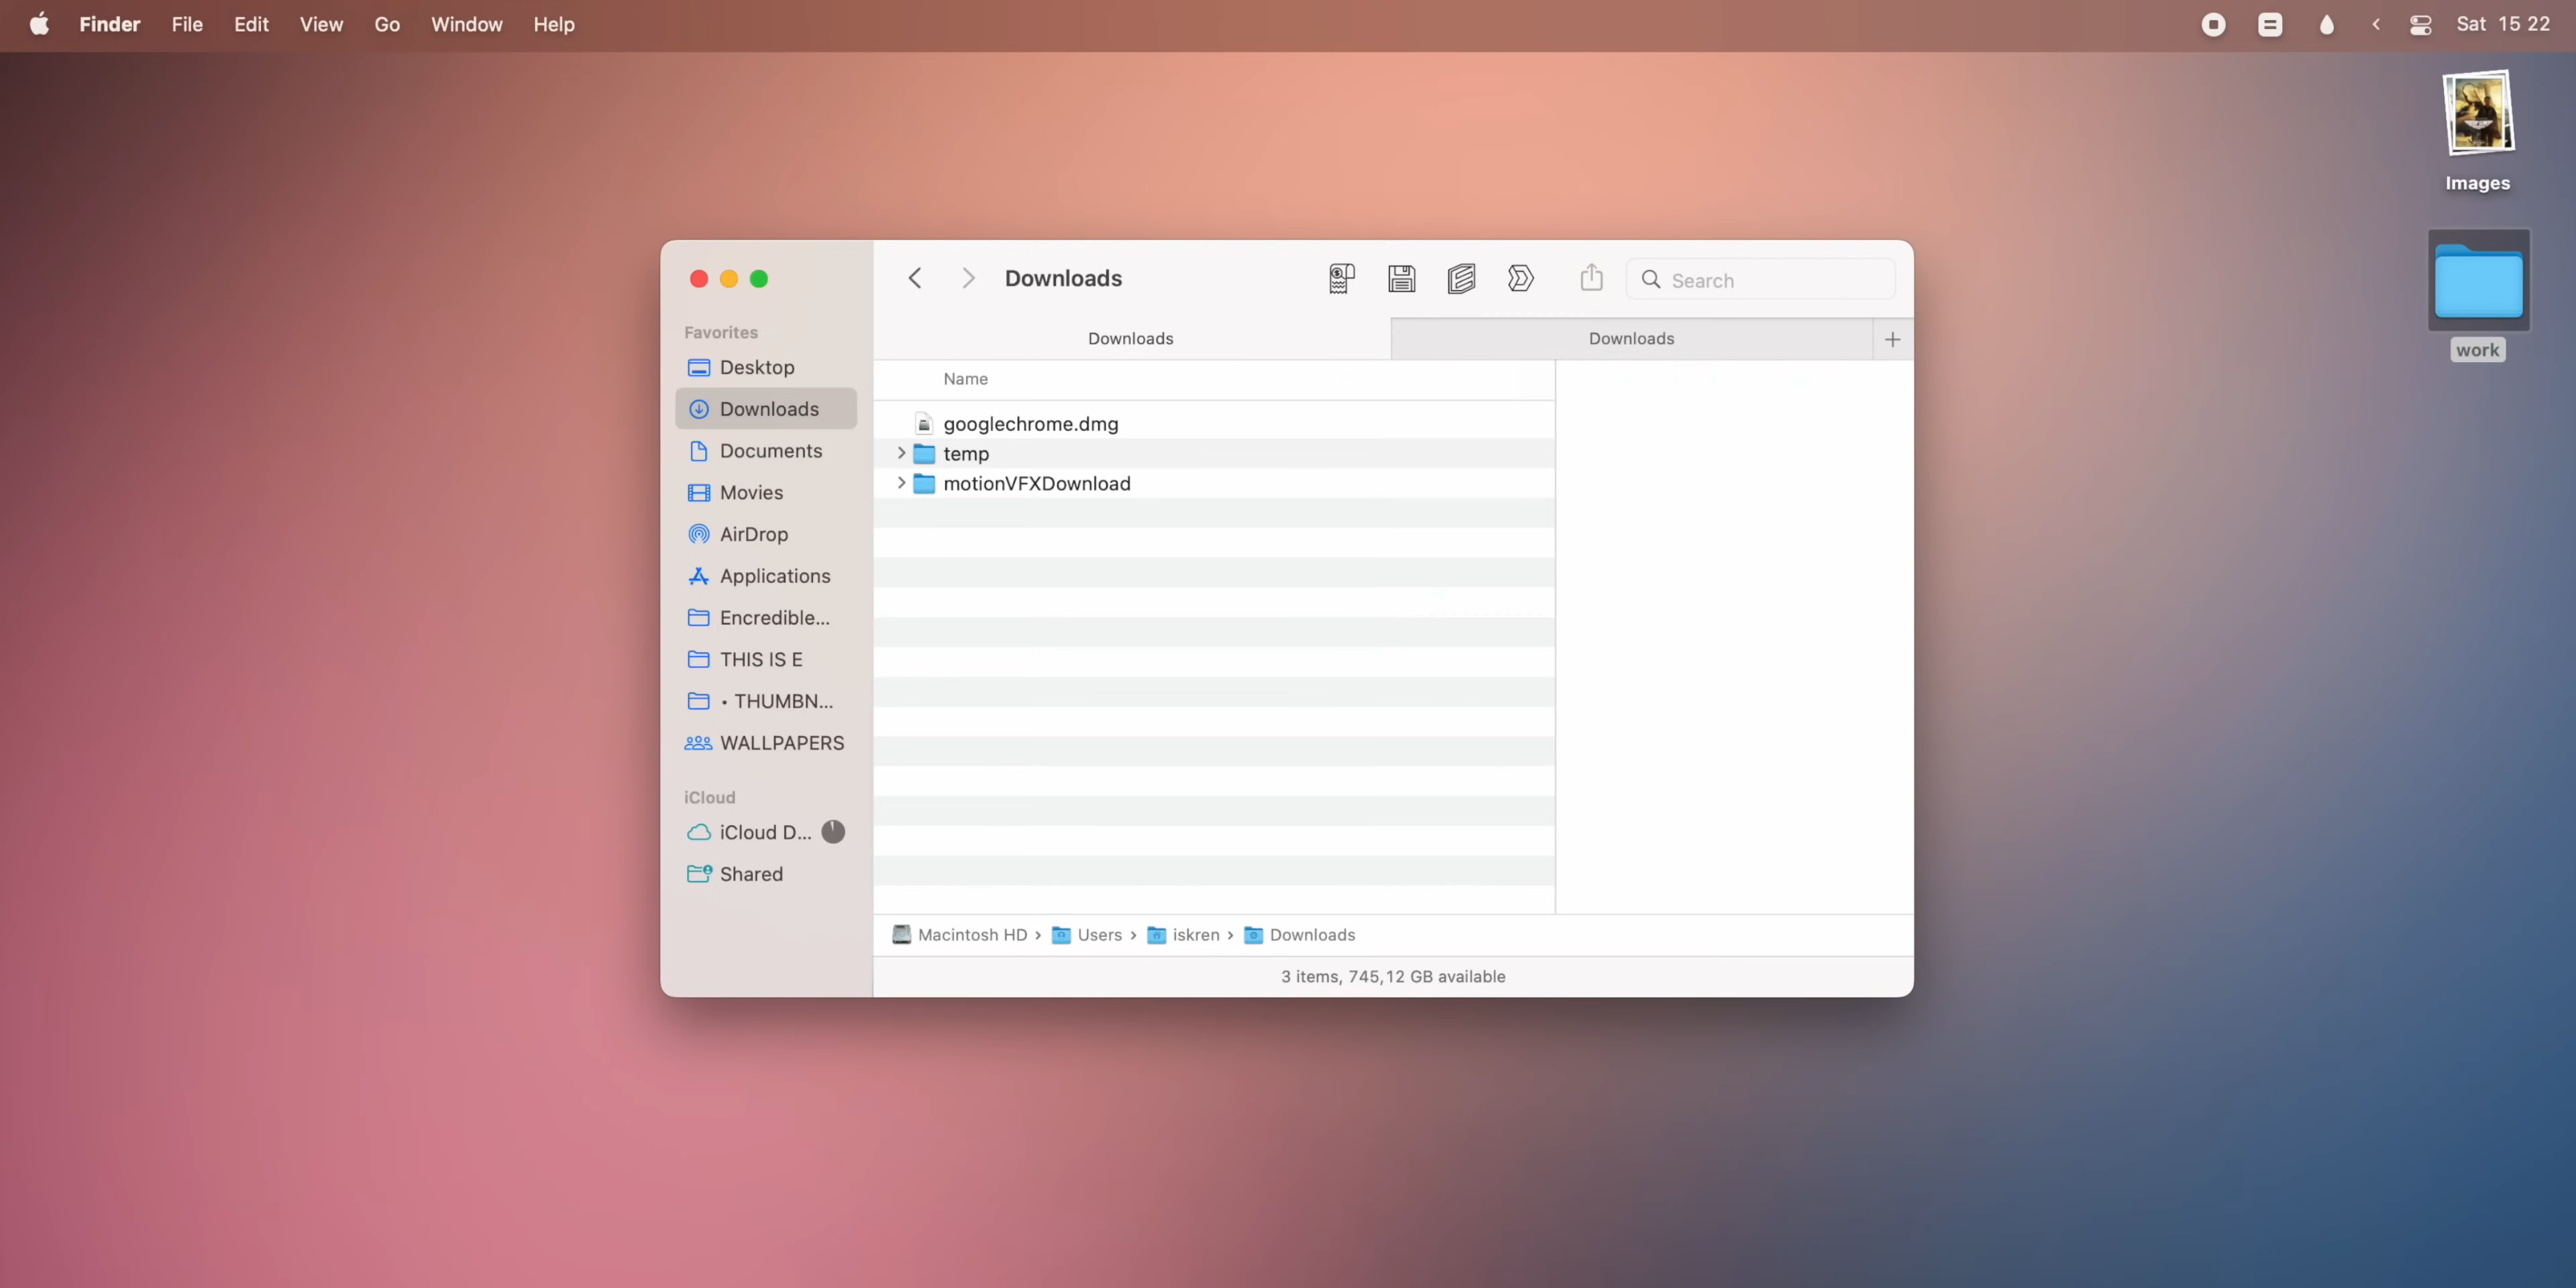 Finder File Edit View Go Window Help Sat 15 22
Images
work
Downloads
Search
Favorites
Desktop
Downloads
Documents
Movies
AirDrop
Applications
Encredible...
THIS IS E
• THUMBN...
WALLPAPERS
iCloud
iCloud D...
Shared
Downloads Downloads
Name
googlechrome.dmg
temp
motionVFXDownload
Macintosh HD › Users › iskren › Downloads
3 items, 745,12 GB available